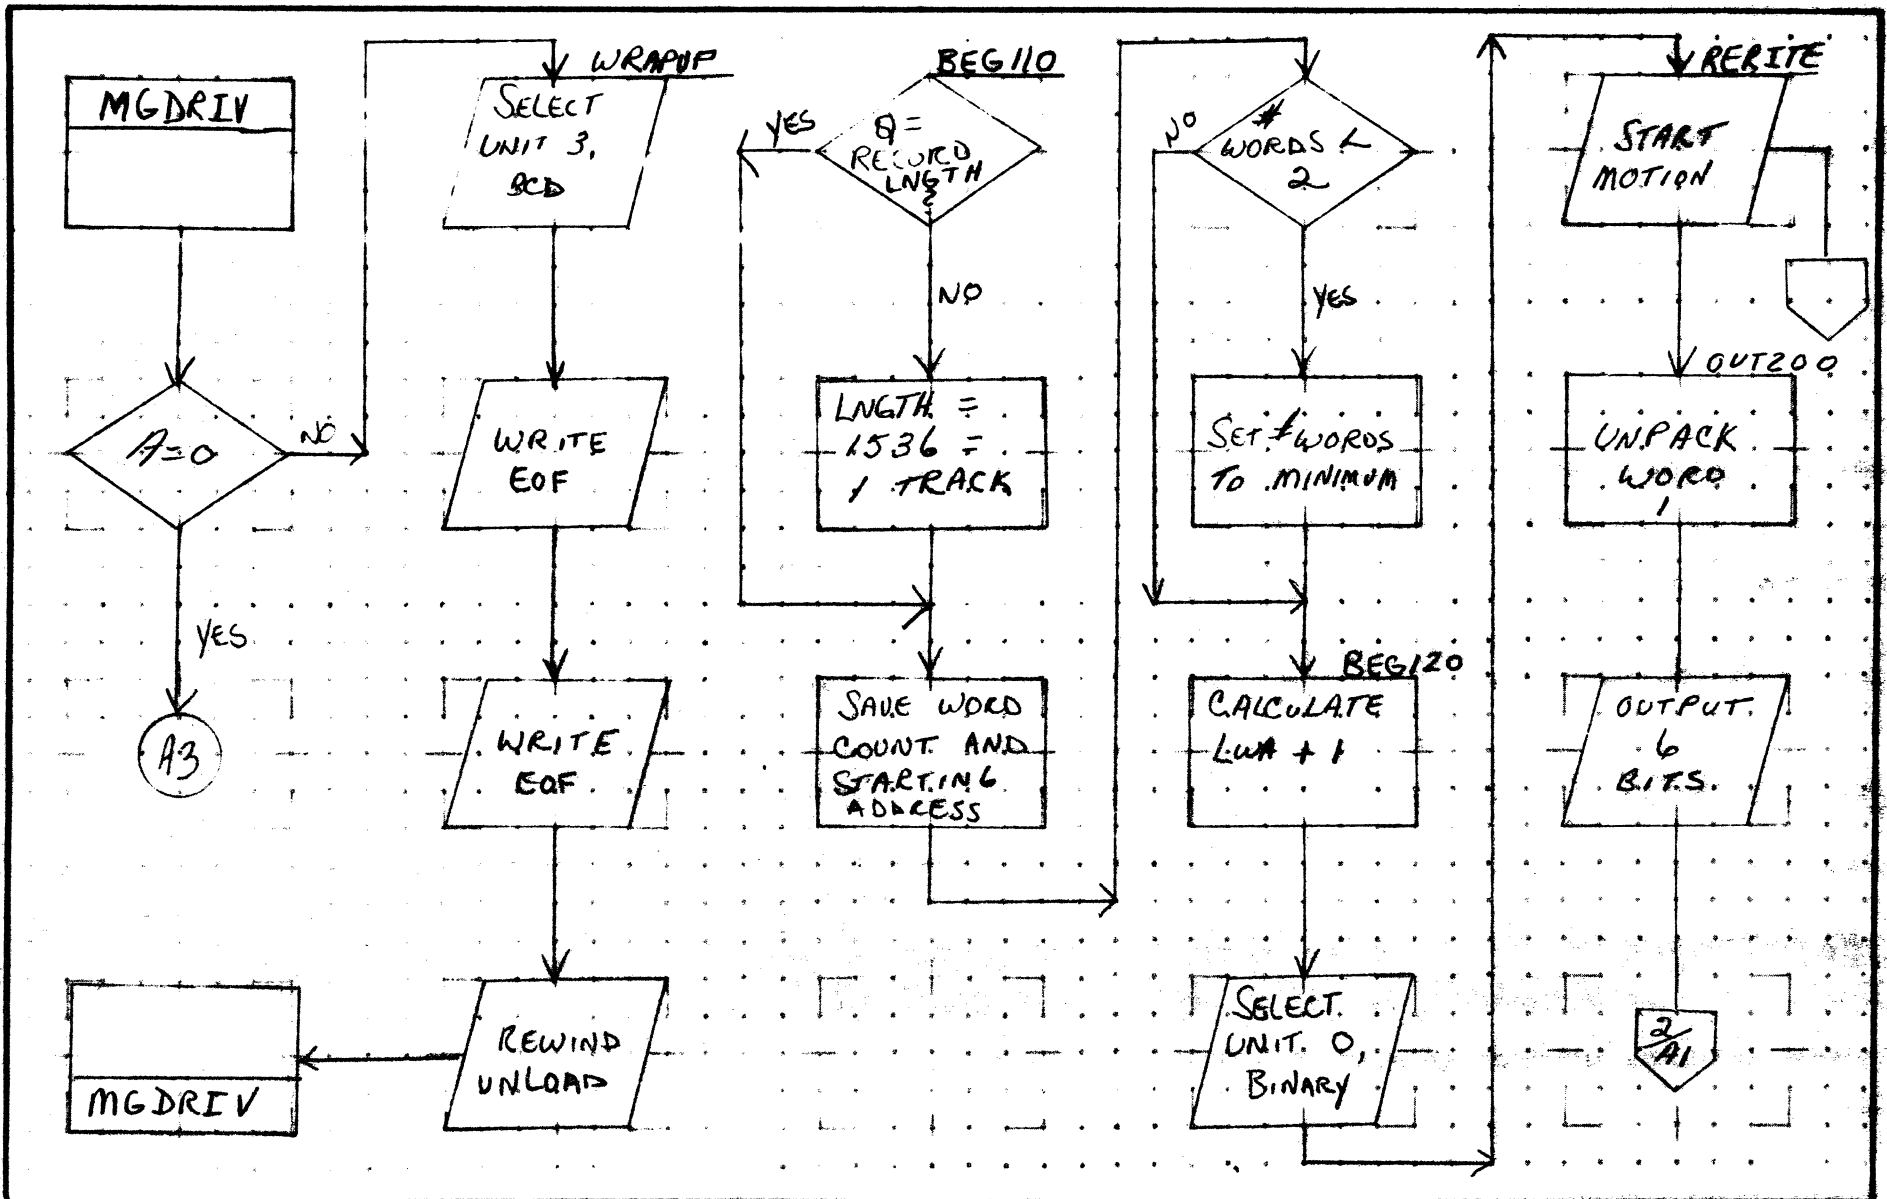 MGDRIV
A=0
NO
YES
A3
MGDRIV
WRAPUP
SELECT
UNIT 3,
BCD
WRITE
EOF
WRITE
EOF
REWIND
UNLOAD
BEG110
Q =
RECORD
LNGTH
?
YES
NO
LNGTH =
1536 =
1 TRACK
SAVE WORD
COUNT AND
STARTING
ADDRESS
#
WORDS <
2
NO
YES
SET # WORDS
TO MINIMUM
BEG120
CALCULATE
LWA + 1
SELECT
UNIT 0,
BINARY
RERITE
START
MOTION
OUT200
UNPACK
WORD
1
OUTPUT
6
BITS
2/A1